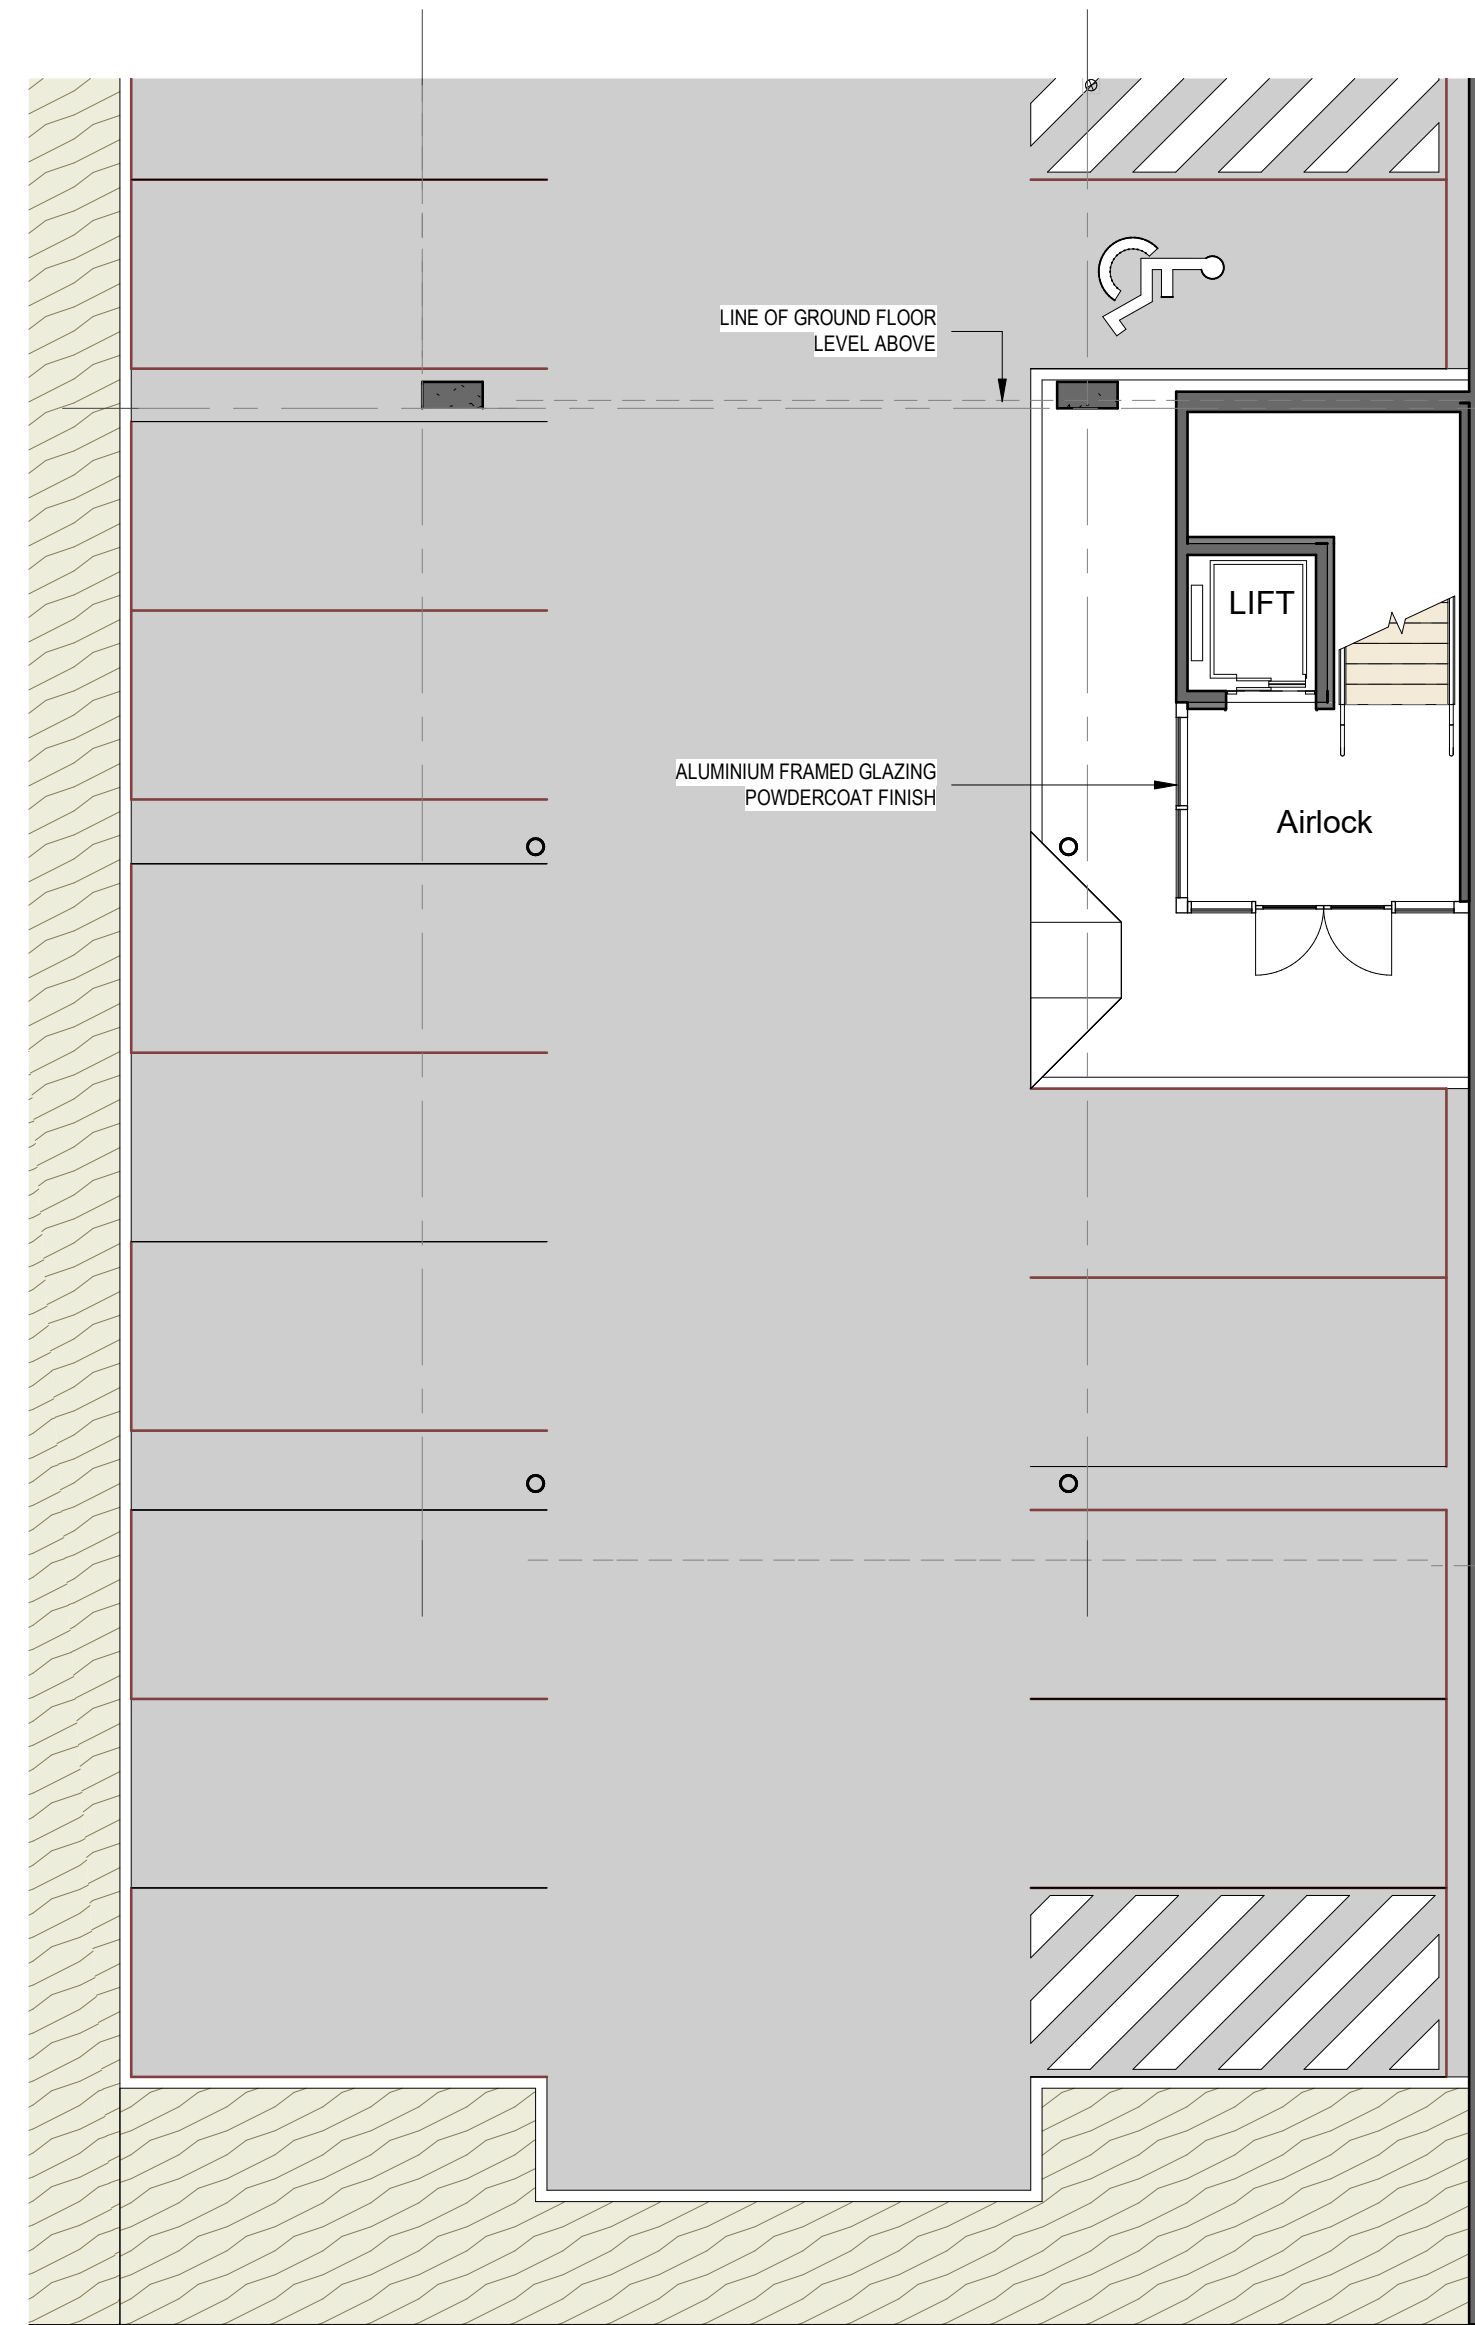 LINE OF GROUND FLOOR
LEVEL ABOVE
LIFT
ALUMINIUM FRAMED GLAZING
POWDERCOAT FINISH
Airlock